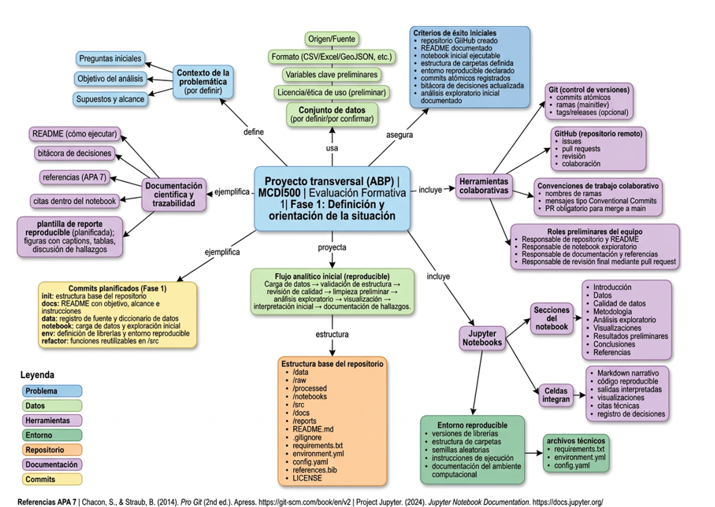 Origen/Fuente
Formato (CSV/Excel/GeoJSON, etc.)
Variables clave preliminares
Licencia/ética de uso (preliminar)
Conjunto de datos
(por definir/por confirmar)
usa
Criterios de éxito Iniciales
• repositorio GiiHub creado
• README documentado
• notebook inicial ejecutable
• estructura de carpetas definida
• entorno reproducible declarado
• commits atómicos registrados
• bitácora de decisiones actualizada
• análisis exploratorio inicial
documentado
asegura
Preguntas iniciales
Objetivo del análisis
Supuestos y alcance
Contexto de la
problemática
(por definir)
define
Git (control de versiones)
• commits atómicos
• ramas (mainitlev)
• tags/releases (opcional)
GitHub (repositorio remoto)
• issues
• pull requests
• revisión
• colaboración
Herramientas
colaborativas
incluye
Convenciones de trabajo colaborativo
• nombres de ramas
• mensajes tipo Conventional Commits
• PR obligatorio para merge a main
Roles preliminares del equipo
Responsable de repositorio y README
Responsable de notebook exploratorio
Responsable de documentación y referencias
Responsable de revisión final mediante pull request
README (cómo ejecutar)
bitácora de decisiones
referencias (APA 7)
citas dentro del notebook
plantilla de reporte
reproducible (planificada);
figuras con captions, tablas,
discusión de hallazgos
Documentación
científica y
trazabilidad
ejemplifica
Proyecto transversal (ABP) |
MCDI500 | Evaluación Formativa
1| Fase 1: Definición y
orientación de la situación
ejemplifica
Commits planificados (Fase 1)
init: estructura base del repositorio
docs: README con objetivo, alcance e
instrucciones
data: registro de fuente y diccionario de datos
notebook: carga de datos y exploración inicial
env: definición de librerías y entorno reproducible
refactor: funciones reutilizables en /src
proyecta
Flujo analítico inicial (reproducible)
Carga de datos → validación de estructura →
revisión de calidad → limpieza preliminar →
análisis exploratorio → visualización →
interpretación inicial → documentación de hallazgos.
estructura
Estructura base del repositorio
• /data
• /raw
• /processed
• /notebooks
• /src
• /docs
• /reports
• README.md
• .gitignore
• requirements.txt
• environment.yml
• config.yaml
• references.bib
• LICENSE
incluye
Jupyter
Notebooks
Secciones
del
notebook
• Introducción
• Datos
• Calidad de datos
• Metodologia
• Análisis exploratorio
• Visualizaciones
• Resultados preliminares
• Conclusiones
• Referencias
Celdas
integran
• Markdown narrativo
• código reproducible
• salidas interpretadas
• visualizaciones
• citas técnicas
• registro de decisiones
Entorno reproducible
• versiones de librerías
• estructura de carpetas
• semillas aleatorias
• instrucciones de ejecución
• documentación del ambiente
computacional
archivos técnicos
• requirements.txt
• environment.yml
• config.yaml
Leyenda
Problema
Datos
Herramientas
Entorno
Repositorio
Documentación
Commits
Referencias APA 7 | Chacon, S., & Straub, B. (2014). Pro Git (2nd ed.). Apress. https://git-scm.com/book/en/v2 | Project Jupyter. (2024). Jupyter Notebook Documentation. https://docs.jupyter.org/